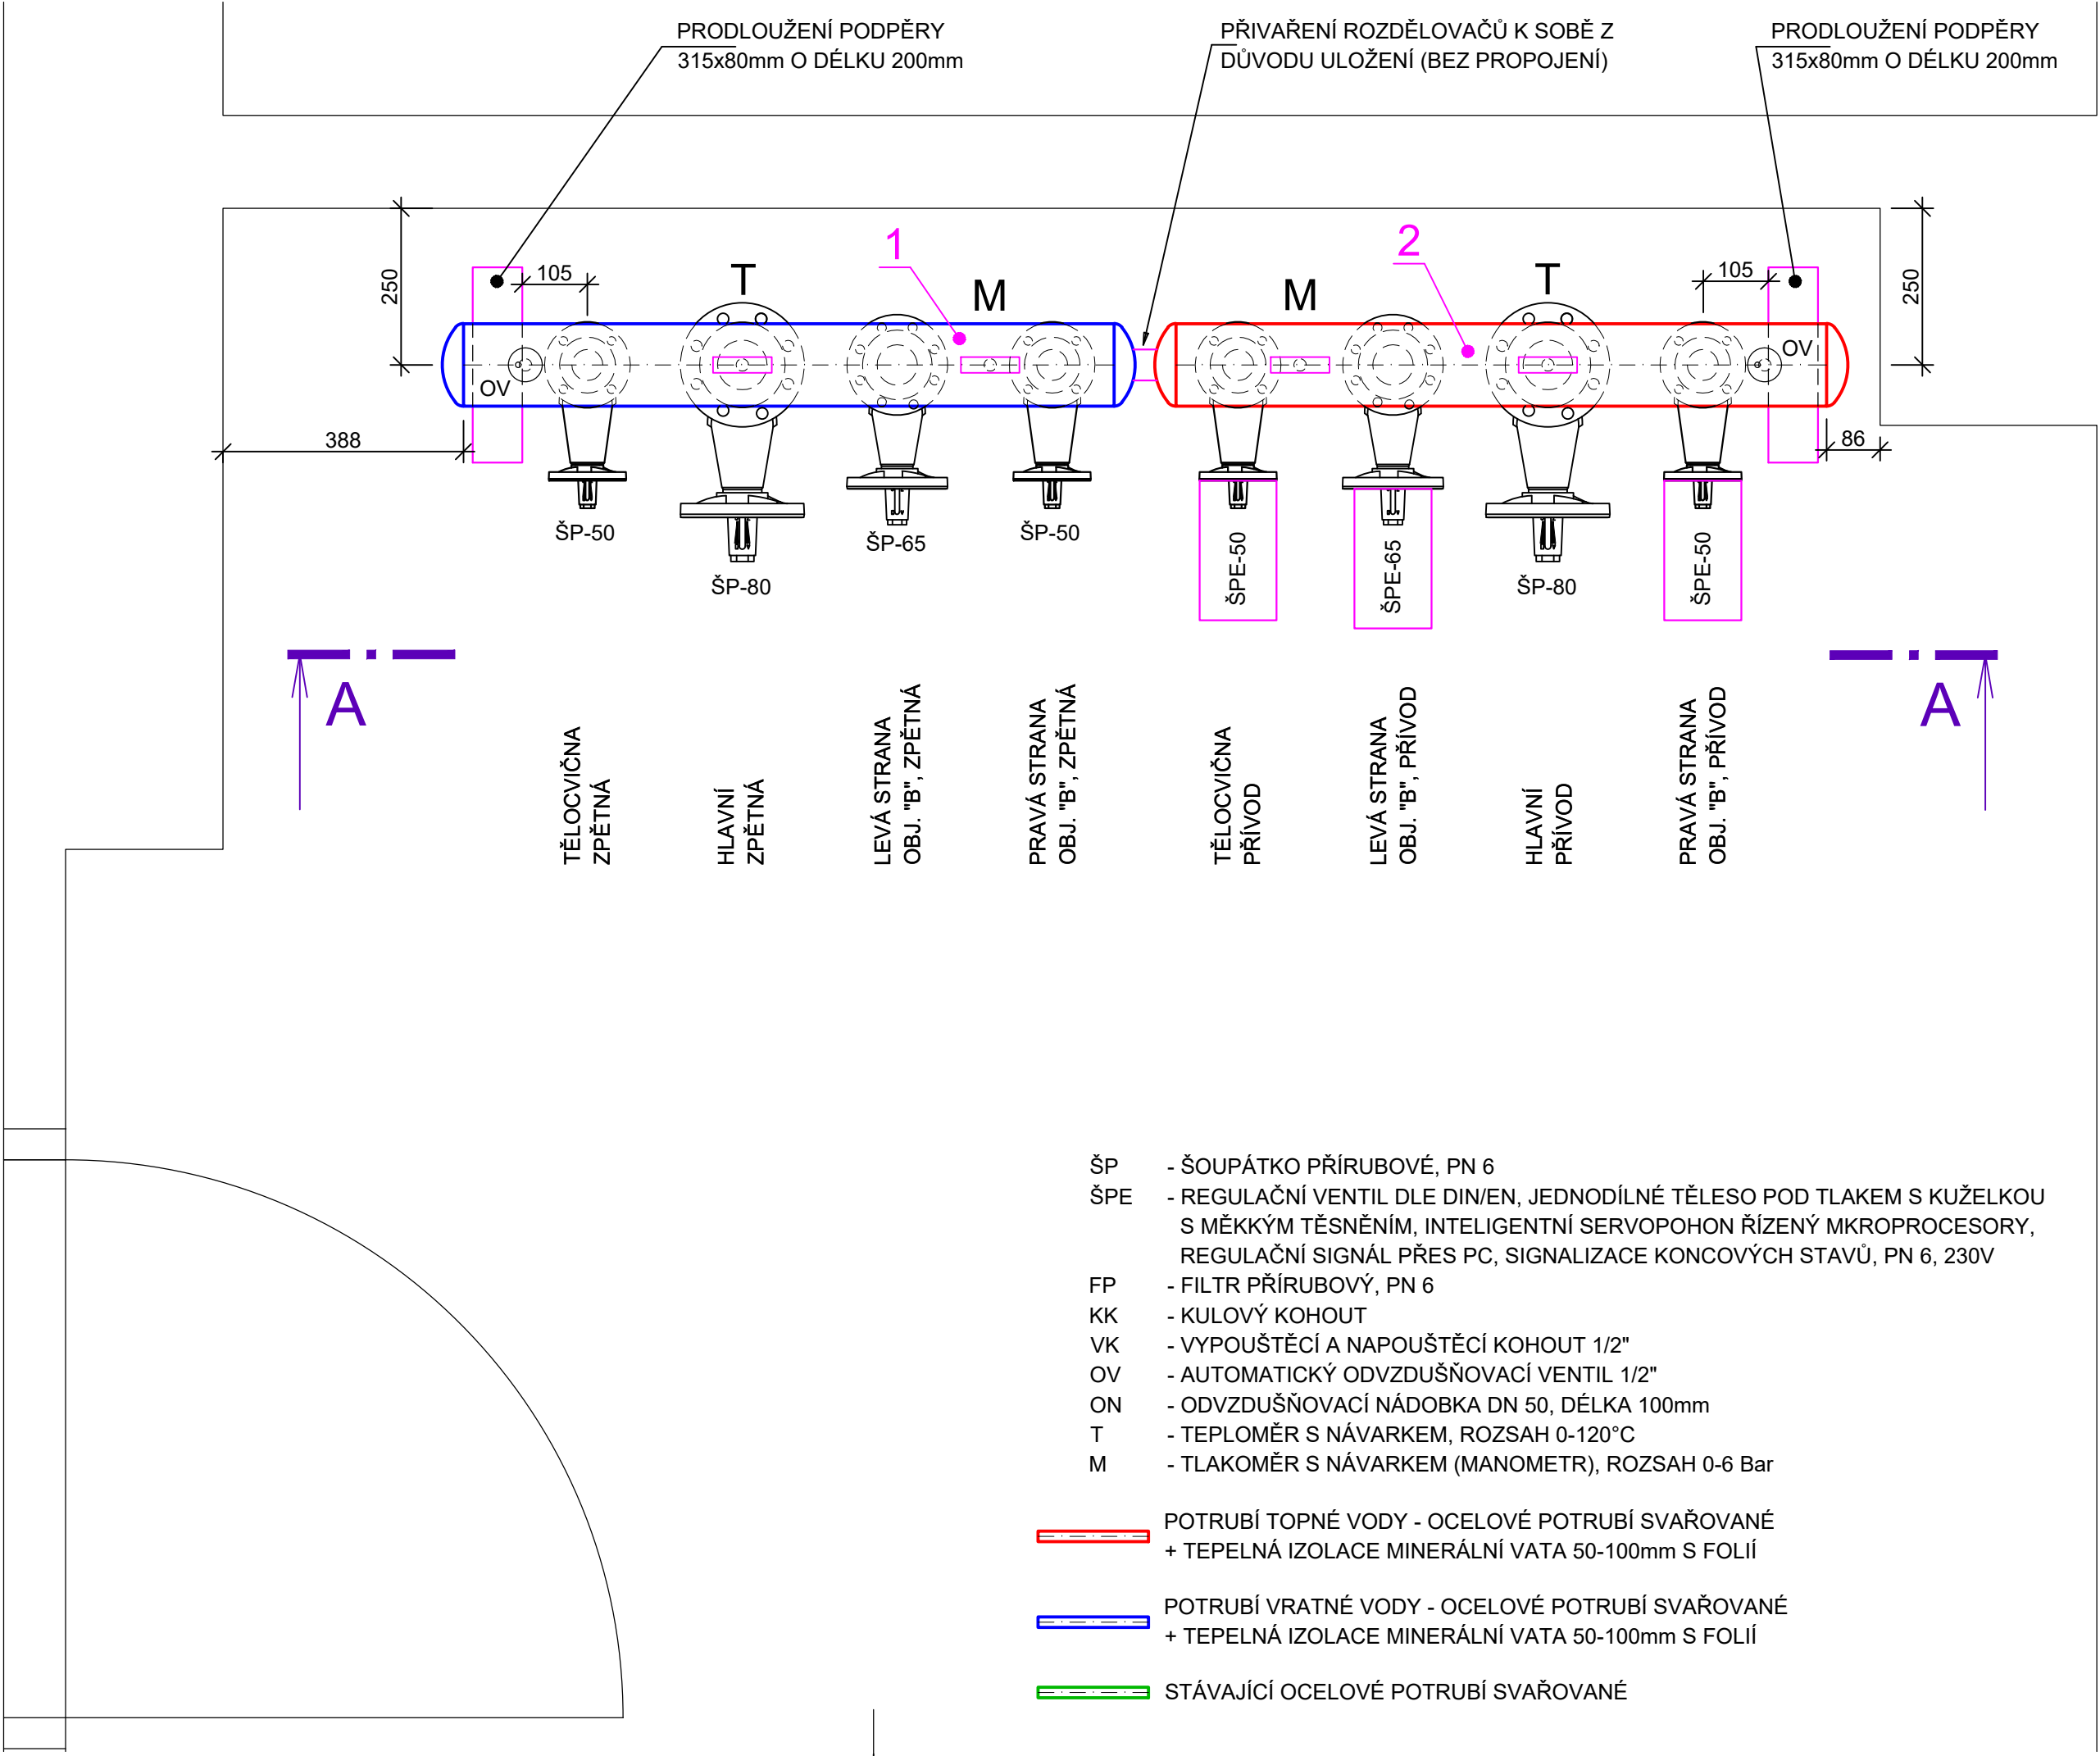 PRODLOUŽENÍ PODPĚRY
315x80mm O DÉLKU 200mm
PŘIVAŘENÍ ROZDĚLOVAČŮ K SOBĚ Z
DŮVODU ULOŽENÍ (BEZ PROPOJENÍ)
PRODLOUŽENÍ PODPĚRY
315x80mm O DÉLKU 200mm
250
105
T
1
M
M
2
T
105
250
OV
OV
388
86
ŠP-50
ŠP-80
ŠP-65
ŠP-50
ŠPE-50
ŠPE-65
ŠP-80
ŠPE-50
A
A
TĚLOCVIČNA
ZPĚTNÁ
HLAVNÍ
ZPĚTNÁ
LEVÁ STRANA
OBJ. "B", ZPĚTNÁ
PRAVÁ STRANA
OBJ. "B", ZPĚTNÁ
TĚLOCVIČNA
PŘÍVOD
LEVÁ STRANA
OBJ. "B", PŘÍVOD
HLAVNÍ
PŘÍVOD
PRAVÁ STRANA
OBJ. "B", PŘÍVOD
ŠP - ŠOUPÁTKO PŘÍRUBOVÉ, PN 6
ŠPE - REGULAČNÍ VENTIL DLE DIN/EN, JEDNODÍLNÉ TĚLESO POD TLAKEM S KUŽELKOU
S MĚKKÝM TĚSNĚNÍM, INTELIGENTNÍ SERVOPOHON ŘÍZENÝ MKROPROCESORY,
REGULAČNÍ SIGNÁL PŘES PC, SIGNALIZACE KONCOVÝCH STAVŮ, PN 6, 230V
FP - FILTR PŘÍRUBOVÝ, PN 6
KK - KULOVÝ KOHOUT
VK - VYPOUŠTĚCÍ A NAPOUŠTĚCÍ KOHOUT 1/2"
OV - AUTOMATICKÝ ODVZDUŠŇOVACÍ VENTIL 1/2"
ON - ODVZDUŠŇOVACÍ NÁDOBKA DN 50, DÉLKA 100mm
T - TEPLOMĚR S NÁVARKEM, ROZSAH 0-120°C
M - TLAKOMĚR S NÁVARKEM (MANOMETR), ROZSAH 0-6 Bar
POTRUBÍ TOPNÉ VODY - OCELOVÉ POTRUBÍ SVAŘOVANÉ
+ TEPELNÁ IZOLACE MINERÁLNÍ VATA 50-100mm S FOLIÍ
POTRUBÍ VRATNÉ VODY - OCELOVÉ POTRUBÍ SVAŘOVANÉ
+ TEPELNÁ IZOLACE MINERÁLNÍ VATA 50-100mm S FOLIÍ
STÁVAJÍCÍ OCELOVÉ POTRUBÍ SVAŘOVANÉ